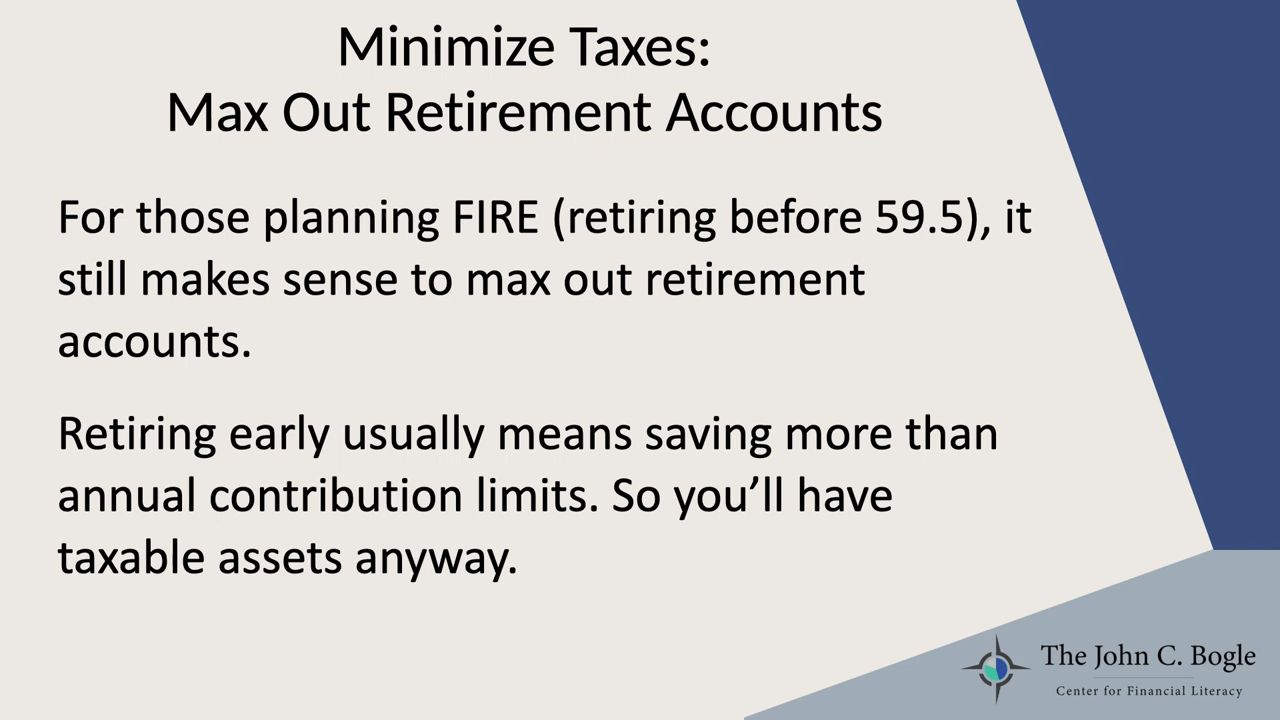 Minimize Taxes:
Max Out Retirement Accounts
For those planning FIRE (retiring before 59.5), it
still makes sense to max out retirement
accounts.
Retiring early usually means saving more than
annual contribution limits. So you’ll have
taxable assets anyway.
The John C. Bogle
Center for Financial Literacy